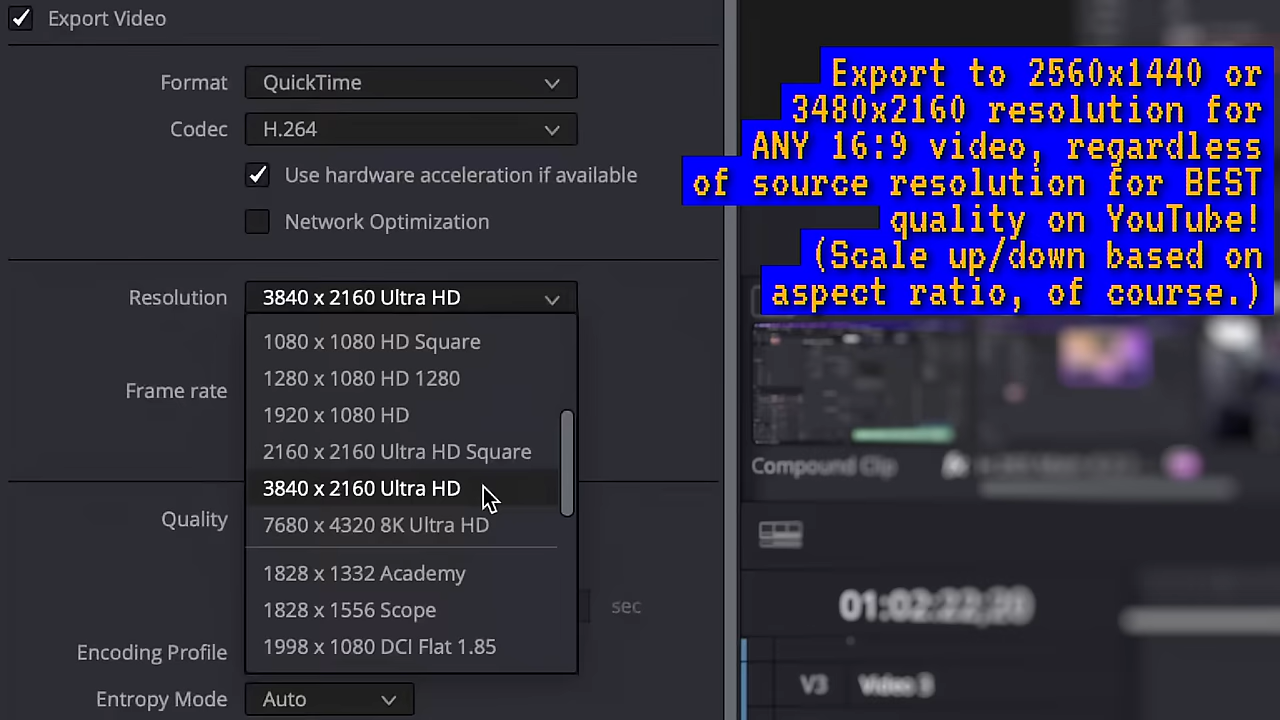 Export Video
Format
QuickTime
Codec
H.264
Use hardware acceleration if available
Network Optimization
Resolution
3840 x 2160 Ultra HD
1080 x 1080 HD Square
1280 x 1080 HD 1280
1920 x 1080 HD
2160 x 2160 Ultra HD Square
3840 x 2160 Ultra HD
7680 x 4320 8K Ultra HD
1828 x 1332 Academy
1828 x 1556 Scope
1998 x 1080 DCI Flat 1.85
Frame rate
Quality
sec
Encoding Profile
Entropy Mode
Auto
Export to 2560x1440 or
3480x2160 resolution for
ANY 16:9 video, regardless
of source resolution for BEST
quality on YouTube!
(Scale up/down based on
aspect ratio, of course.)
Compound Clip
V3
Video 3